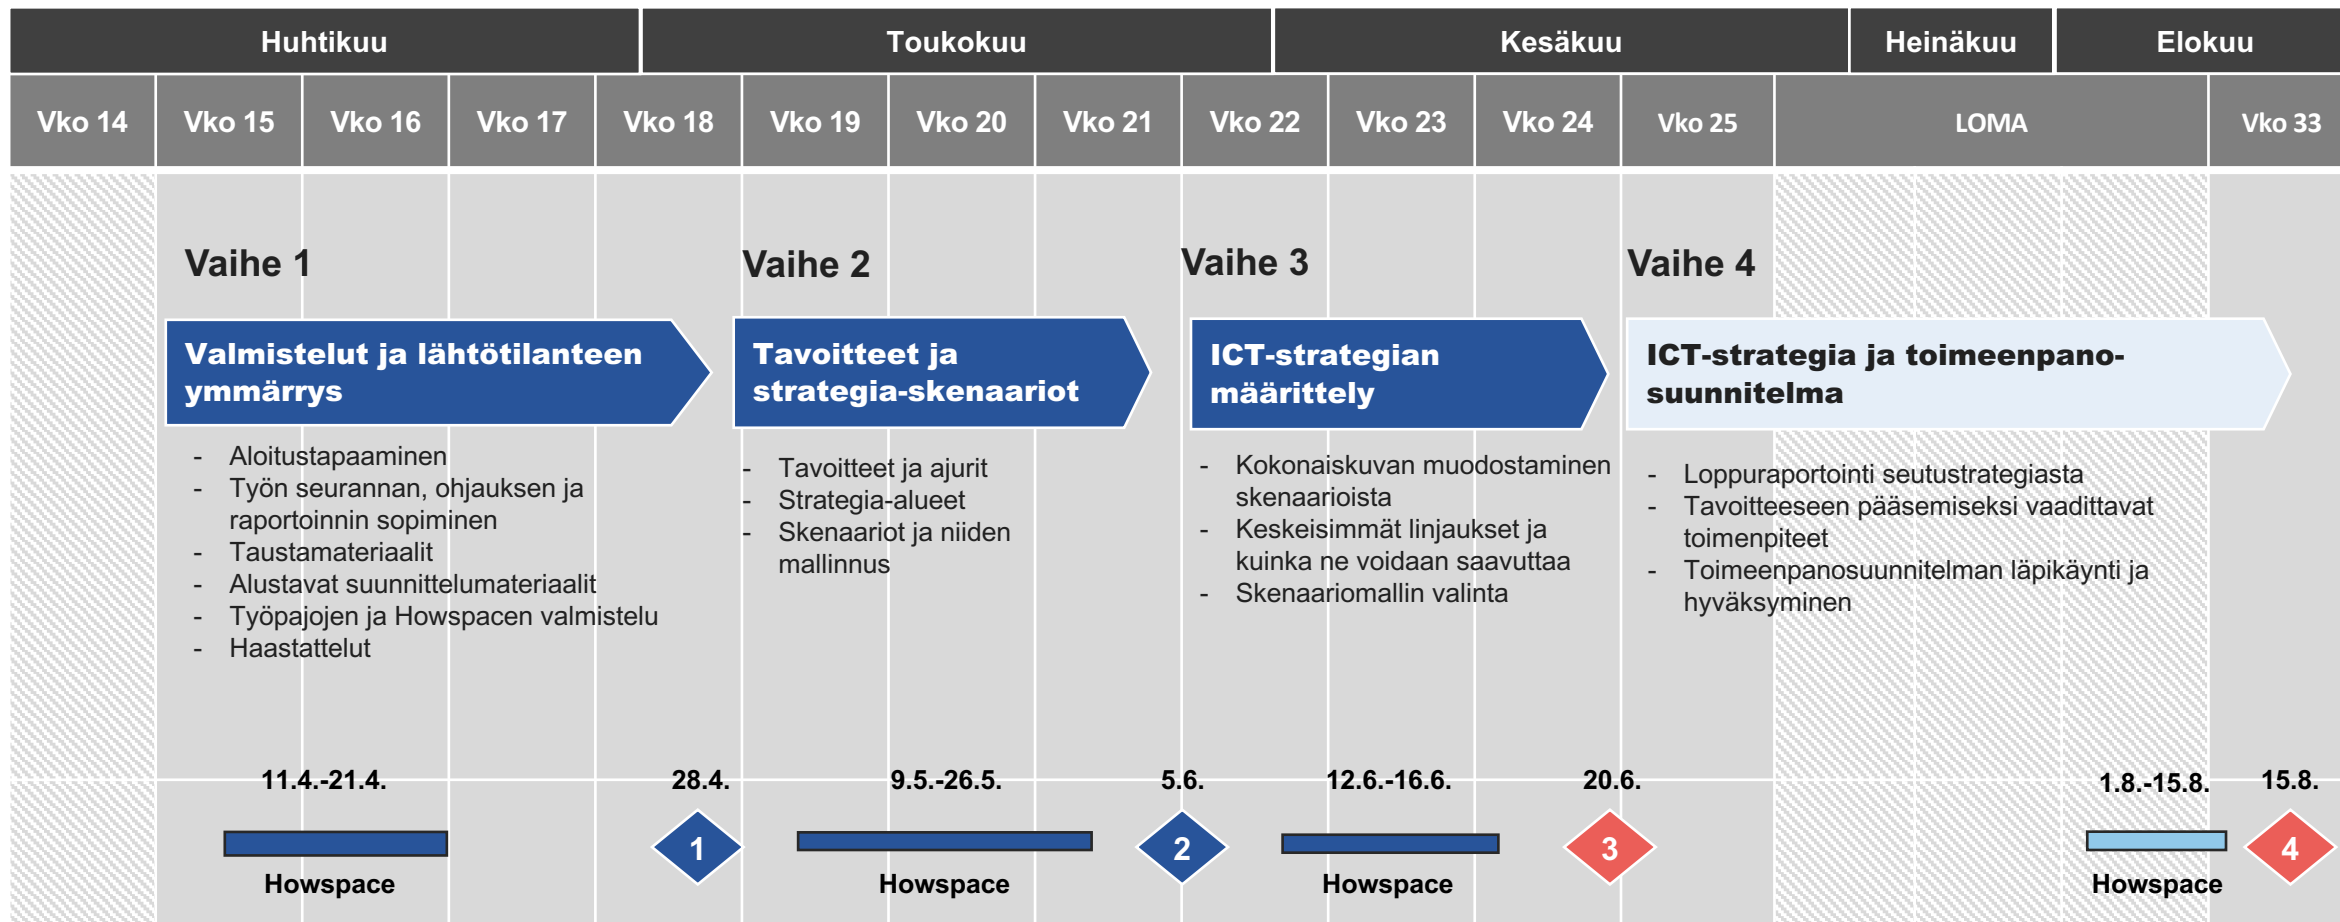 Huhtikuu
Toukokuu
Kesäkuu
Heinäkuu
Elokuu
Vko 14
Vko 15
Vko 16
Vko 17
Vko 18
Vko 19
Vko 20
Vko 21
Vko 22
Vko 23
Vko 24
Vko 25
LOMA
Vko 33
Vaihe 1
Valmistelut ja lähtötilanteen
ymmärrys
- Aloitustapaaminen
- Työn seurannan, ohjauksen ja
raportoinnin sopiminen
- Taustamateriaalit
- Alustavat suunnittelumateriaalit
- Työpajojen ja Howspacen valmistelu
- Haastattelut
Vaihe 2
Tavoitteet ja
strategia-skenaariot
- Tavoitteet ja ajurit
- Strategia-alueet
- Skenaariot ja niiden
mallinnus
Vaihe 3
ICT-strategian
määrittely
- Kokonaiskuvan muodostaminen
skenaarioista
- Keskeisimmät linjaukset ja
kuinka ne voidaan saavuttaa
- Skenaariomallin valinta
Vaihe 4
ICT-strategia ja toimeenpano-
suunnitelma
- Loppuraportointi seutustrategiasta
- Tavoitteeseen pääsemiseksi vaadittavat
toimenpiteet
- Toimeenpanosuunnitelman läpikäynti ja
hyväksyminen
11.4.-21.4.
28.4.
9.5.-26.5.
5.6.
12.6.-16.6.
20.6.
1.8.-15.8.
15.8.
1
2
3
4
Howspace
Howspace
Howspace
Howspace